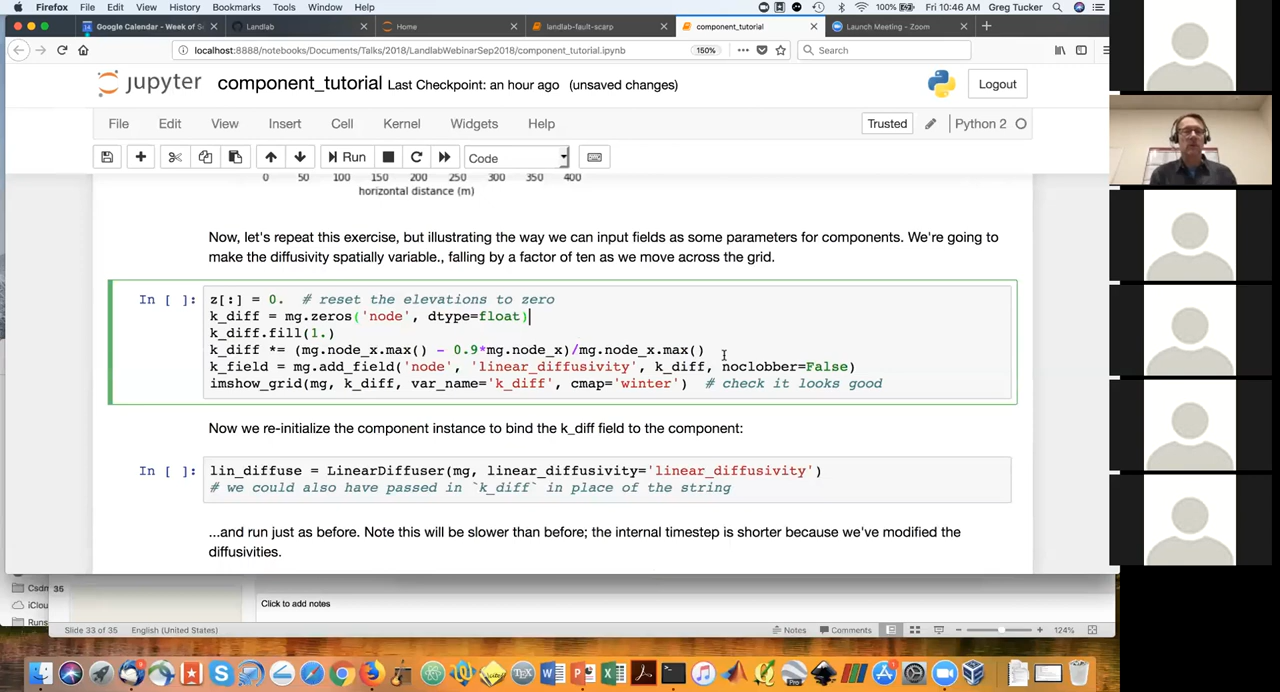 Firefox File Edit View History Bookmarks Tools Window Help 100% Fri 10:46 AM Greg Tucker
Google Calendar - Week of S Landlab Home landlab-fault-scarp component_tutorial Launch Meeting - Zoom
localhost:8888/notebooks/Documents/Talks/2018/LandlabWebinarSep2018/component_tutorial.ipynb 150% Search
jupyter component_tutorial Last Checkpoint: an hour ago (unsaved changes) Logout
File Edit View Insert Cell Kernel Widgets Help Trusted Python 2
Run Code
0 50 100 150 200 250 300 350 400
horizontal distance (m)
Now, let's repeat this exercise, but illustrating the way we can input fields as some parameters for components. We're going to
make the diffusivity spatially variable., falling by a factor of ten as we move across the grid.
In [ ]: z[:] = 0. # reset the elevations to zero
k_diff = mg.zeros('node', dtype=float)
k_diff.fill(1.)
k_diff *= (mg.node_x.max() - 0.9*mg.node_x)/mg.node_x.max()
k_field = mg.add_field('node', 'linear_diffusivity', k_diff, noclobber=False)
imshow_grid(mg, k_diff, var_name='k_diff', cmap='winter') # check it looks good
Now we re-initialize the component instance to bind the k_diff field to the component:
In [ ]: lin_diffuse = LinearDiffuser(mg, linear_diffusivity='linear_diffusivity')
# we could also have passed in `k_diff` in place of the string
...and run just as before. Note this will be slower than before; the internal timestep is shorter because we've modified the
diffusivities.
Csdm 35
iClou
Runs
Click to add notes
Slide 33 of 35 English (United States) Notes Comments 124%